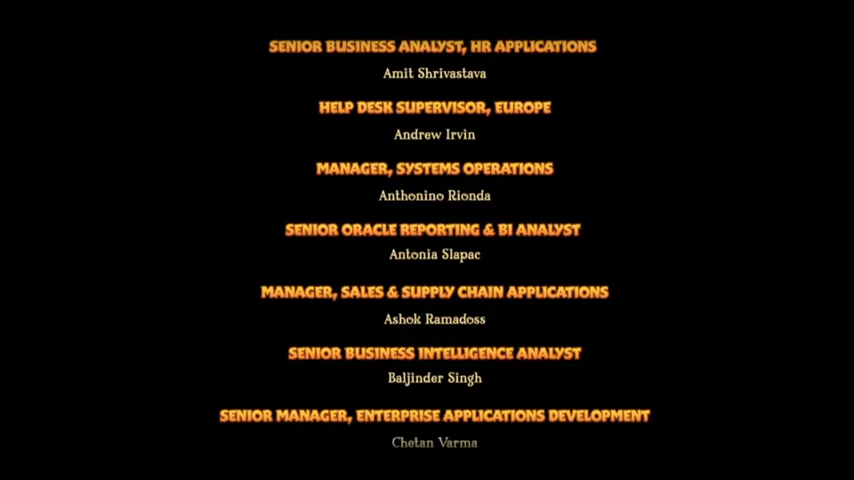 SENIOR BUSINESS ANALYST, HR APPLICATIONS
Amit Shrivastava
HELP DESK SUPERVISOR, EUROPE
Andrew Irvin
MANAGER, SYSTEMS OPERATIONS
Anthonino Rionda
SENIOR ORACLE REPORTING & BI ANALYST
Antonia Slapac
MANAGER, SALES & SUPPLY CHAIN APPLICATIONS
Ashok Ramadoss
SENIOR BUSINESS INTELLIGENCE ANALYST
Baljinder Singh
SENIOR MANAGER, ENTERPRISE APPLICATIONS DEVELOPMENT
Chetan Varma